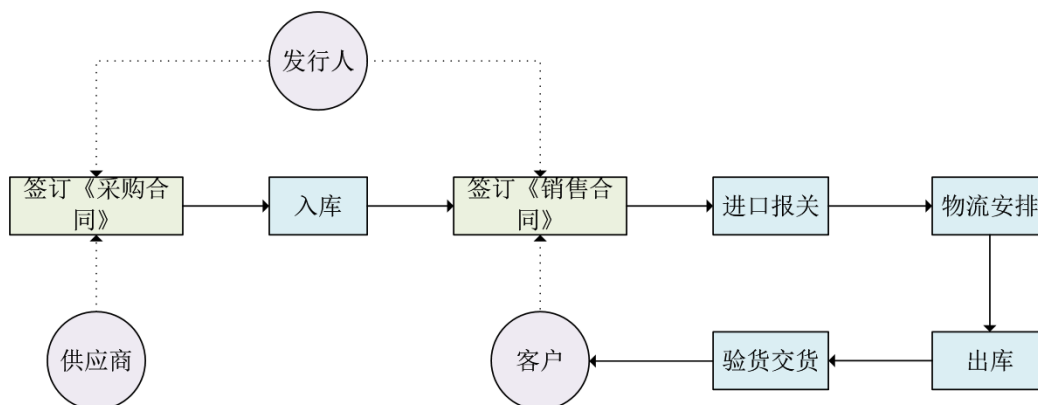 发行人
签订《采购合
同》
入库
签订《销售合
同》
进口报关
物流安排
供应商
客户
验货交货
出库